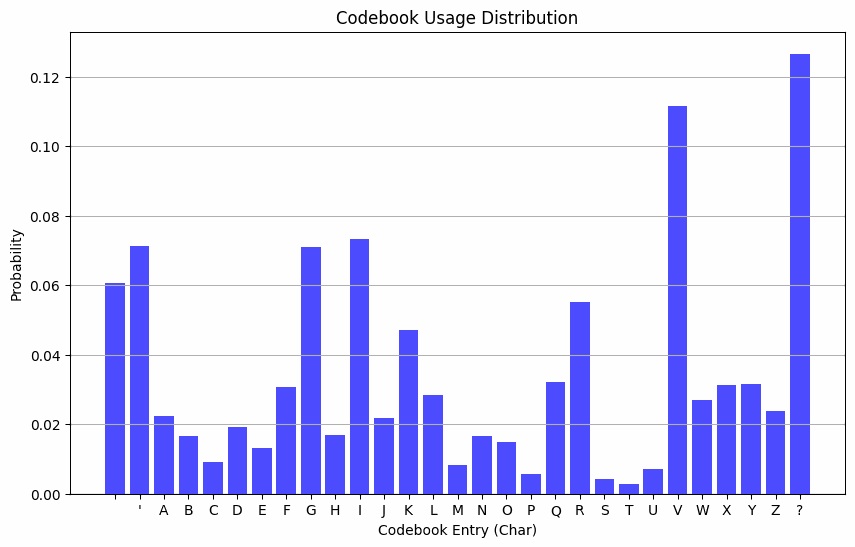 Codebook Usage Distribution
0.12
0.10
0.08
0.06
0.04
0.02
0.00
Probability
' A B C D E F G H I J K L M N O P Q R S T U V W X Y Z ?
Codebook Entry (Char)